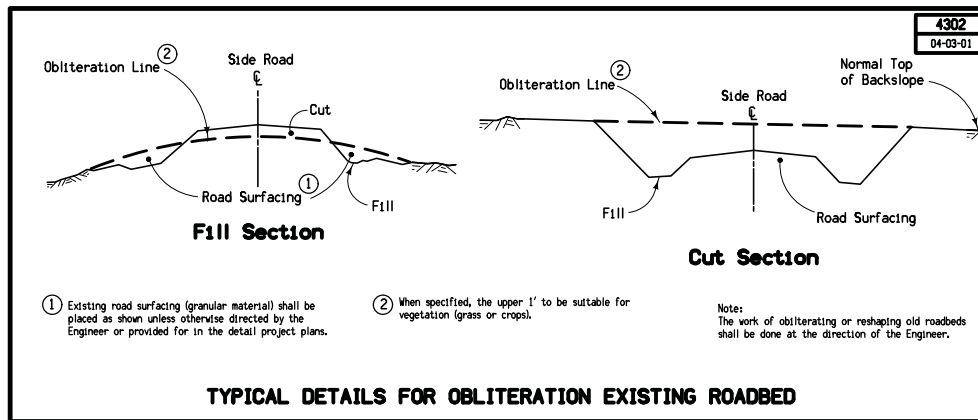 4302
04-03-01
Obliteration Line
2
Side Road
℄
Cut
Road Surfacing
1
Fill
Fill Section
Obliteration Line
2
Side Road
℄
Normal Top
of Backslope
Fill
Road Surfacing
Cut Section
1 Existing road surfacing (granular material) shall be
placed as shown unless otherwise directed by the
Engineer or provided for in the detail project plans.
2 When specified, the upper 1' to be suitable for
vegetation (grass or crops).
Note:
The work of obliterating or reshaping old roadbeds
shall be done at the direction of the Engineer.
TYPICAL DETAILS FOR OBLITERATION EXISTING ROADBED